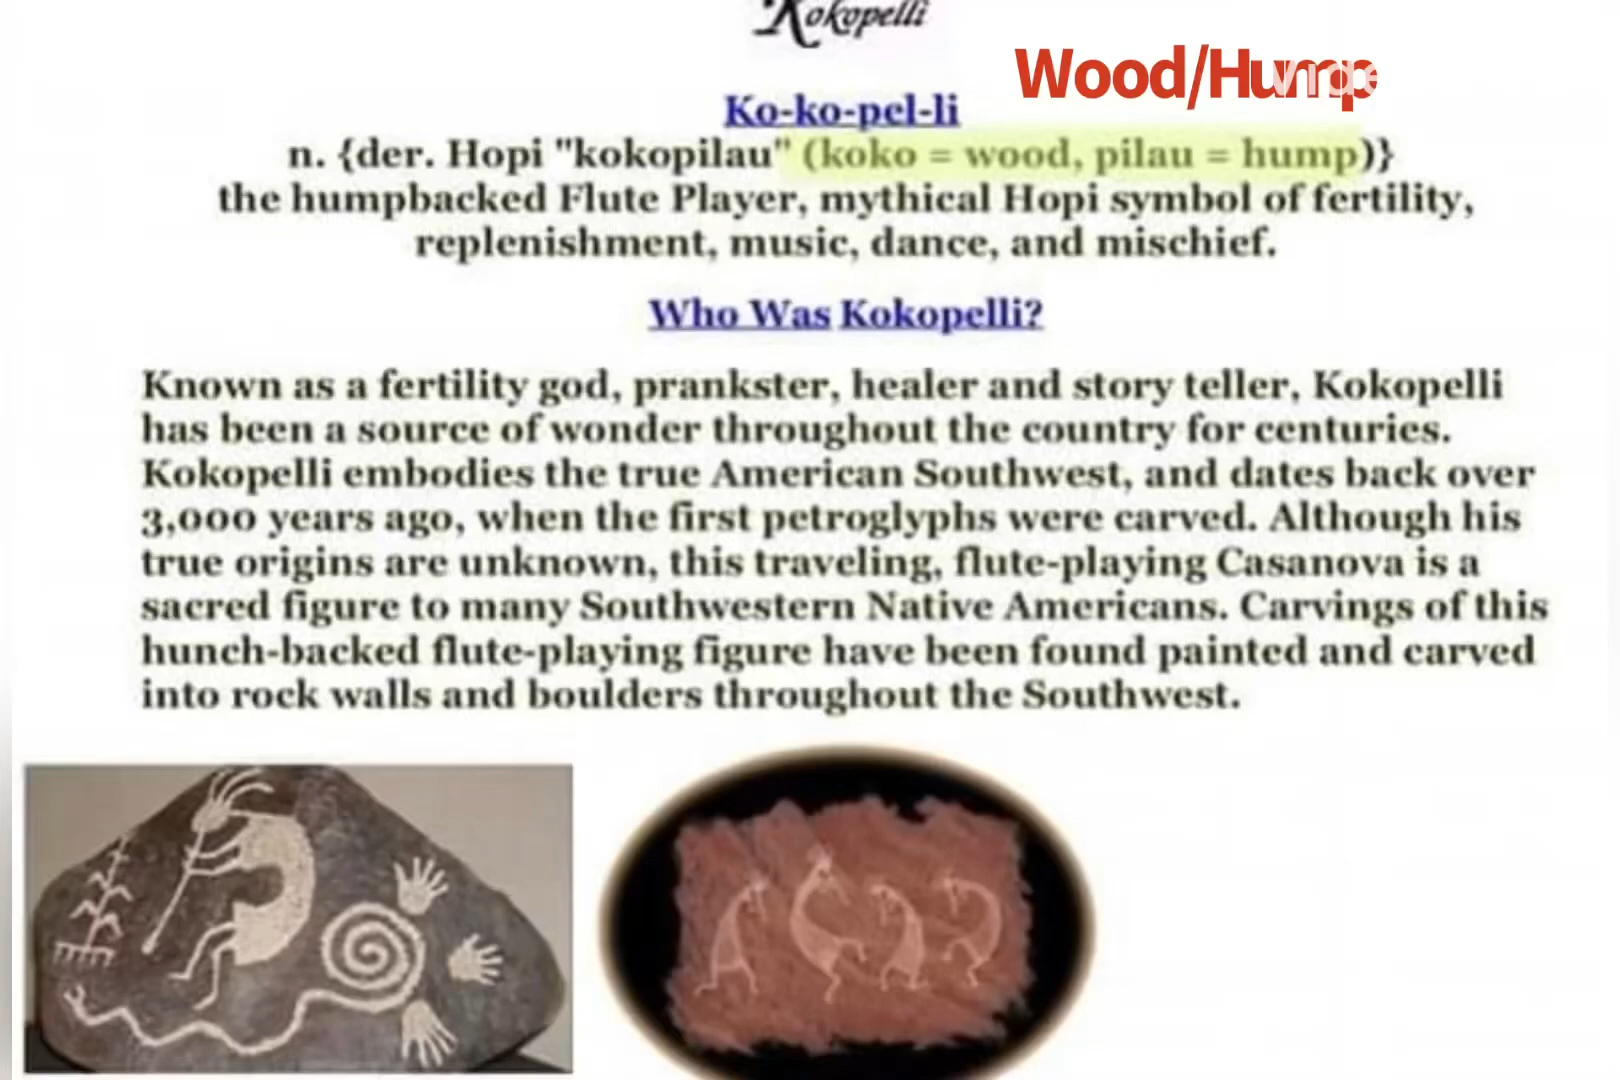 Kokopelli
Wood/Hump
Ko-ko-pel-li
n. {der. Hopi "kokopilau" (koko = wood, pilau = hump)}
the humpbacked Flute Player, mythical Hopi symbol of fertility,
replenishment, music, dance, and mischief.
Who Was Kokopelli?
Known as a fertility god, prankster, healer and story teller, Kokopelli
has been a source of wonder throughout the country for centuries.
Kokopelli embodies the true American Southwest, and dates back over
3,000 years ago, when the first petroglyphs were carved. Although his
true origins are unknown, this traveling, flute-playing Casanova is a
sacred figure to many Southwestern Native Americans. Carvings of this
hunch-backed flute-playing figure have been found painted and carved
into rock walls and boulders throughout the Southwest.